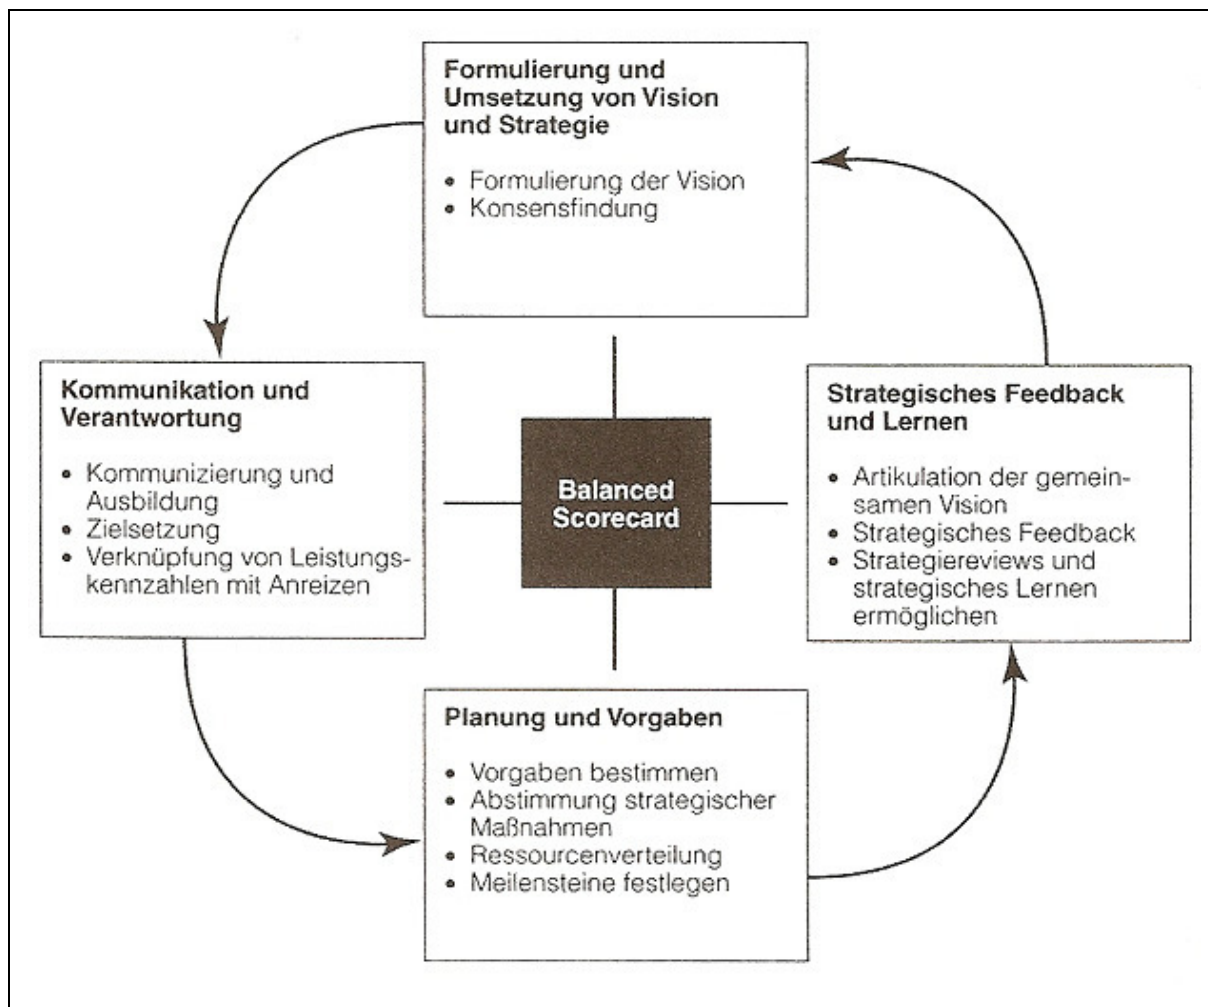 Formulierung und
Umsetzung von Vision
und Strategie
• Formulierung der Vision
• Konsensfindung
Kommunikation und
Verantwortung
• Kommunizierung und
Ausbildung
• Zielsetzung
• Verknüpfung von Leistungs-
kennzahlen mit Anreizen
Balanced
Scorecard
Strategisches Feedback
und Lernen
• Artikulation der gemein-
samen Vision
• Strategisches Feedback
• Strategiereviews und
strategisches Lernen
ermöglichen
Planung und Vorgaben
• Vorgaben bestimmen
• Abstimmung strategischer
Maßnahmen
• Ressourcenverteilung
• Meilensteine festlegen